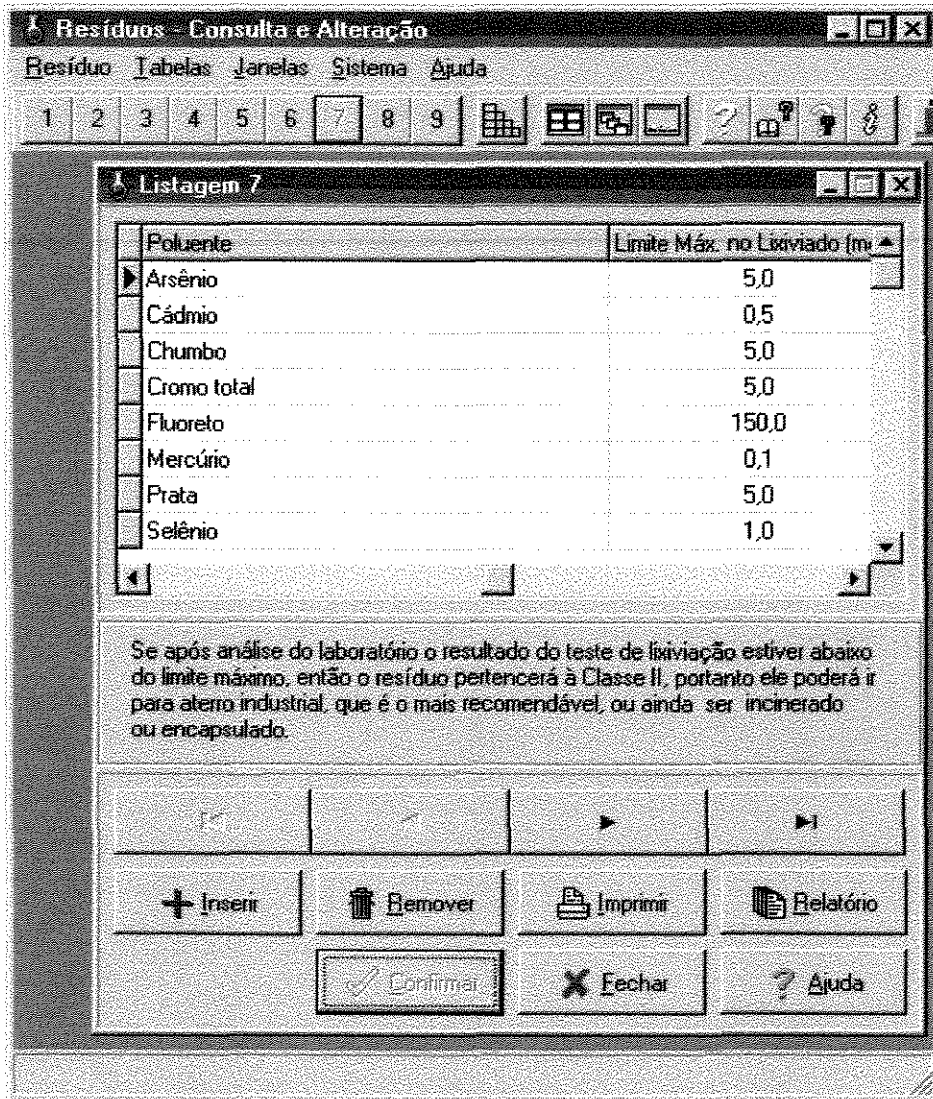 Resíduos - Consulta e Alteração
Resíduo Tabelas Janelas Sistema Ajuda
1 2 3 4 5 6 7 8 9
Listagem 7
Poluente Limite Máx. no Lixiviado (m
Arsênio 5,0
Cádmio 0,5
Chumbo 5,0
Cromo total 5,0
Fluoreto 150,0
Mercúrio 0,1
Prata 5,0
Selênio 1,0
Se após análise do laboratório o resultado do teste de lixiviação estiver abaixo
do limite máximo, então o resíduo pertencerá à Classe II, portanto ele poderá ir
para aterro industrial, que é o mais recomendável, ou ainda ser incinerado
ou encapsulado.
Inserir Remover Imprimir Relatório
Confirmar Fechar Ajuda